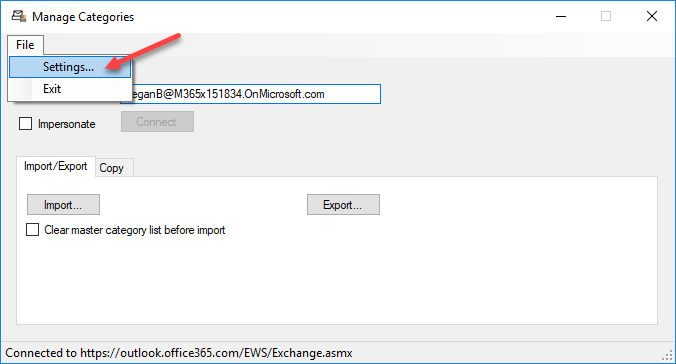 Manage Categories
File
Settings...
Exit
eganB@M365x151834.OnMicrosoft.com
Impersonate
Connect
Import/Export
Copy
Import...
Export...
Clear master category list before import
Connected to https://outlook.office365.com/EWS/Exchange.asmx